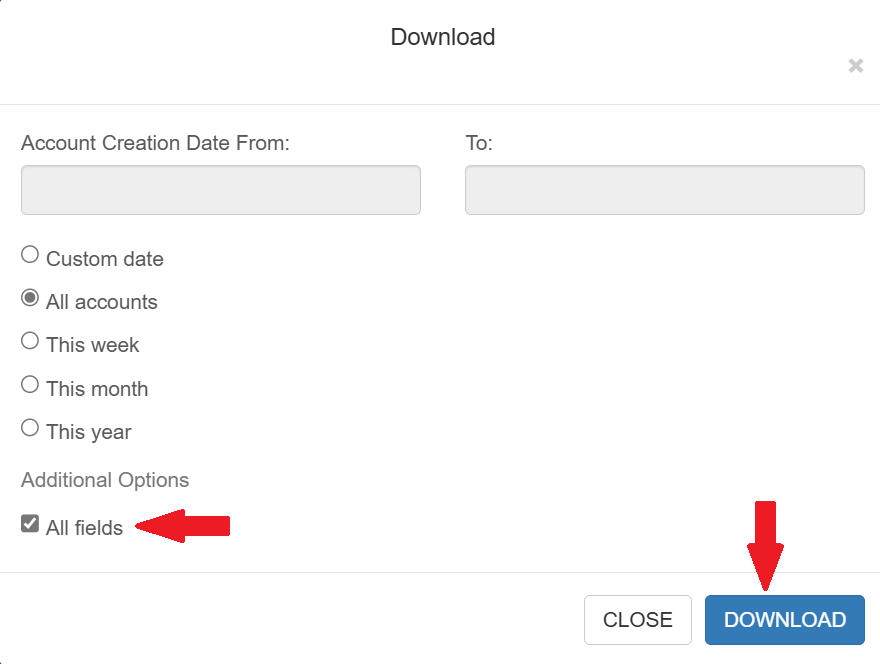 Download
×
Account Creation Date From:
To:
Custom date
All accounts
This week
This month
This year
Additional Options
All fields
CLOSE
DOWNLOAD